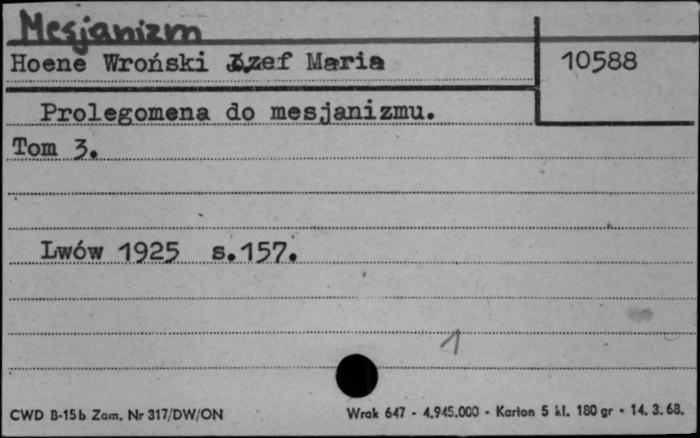 Mesjanizm
Hoene Wroński Józef Maria
10588
Prolegomena do mesjanizmu.
Tom 3.
Lwów 1925 s.157.
1
CWD B-15b Zam. Nr 317/DW/ON
Wrak 647 - 4.945.000 - Karton 5 kl. 180 gr - 14. 3. 68.